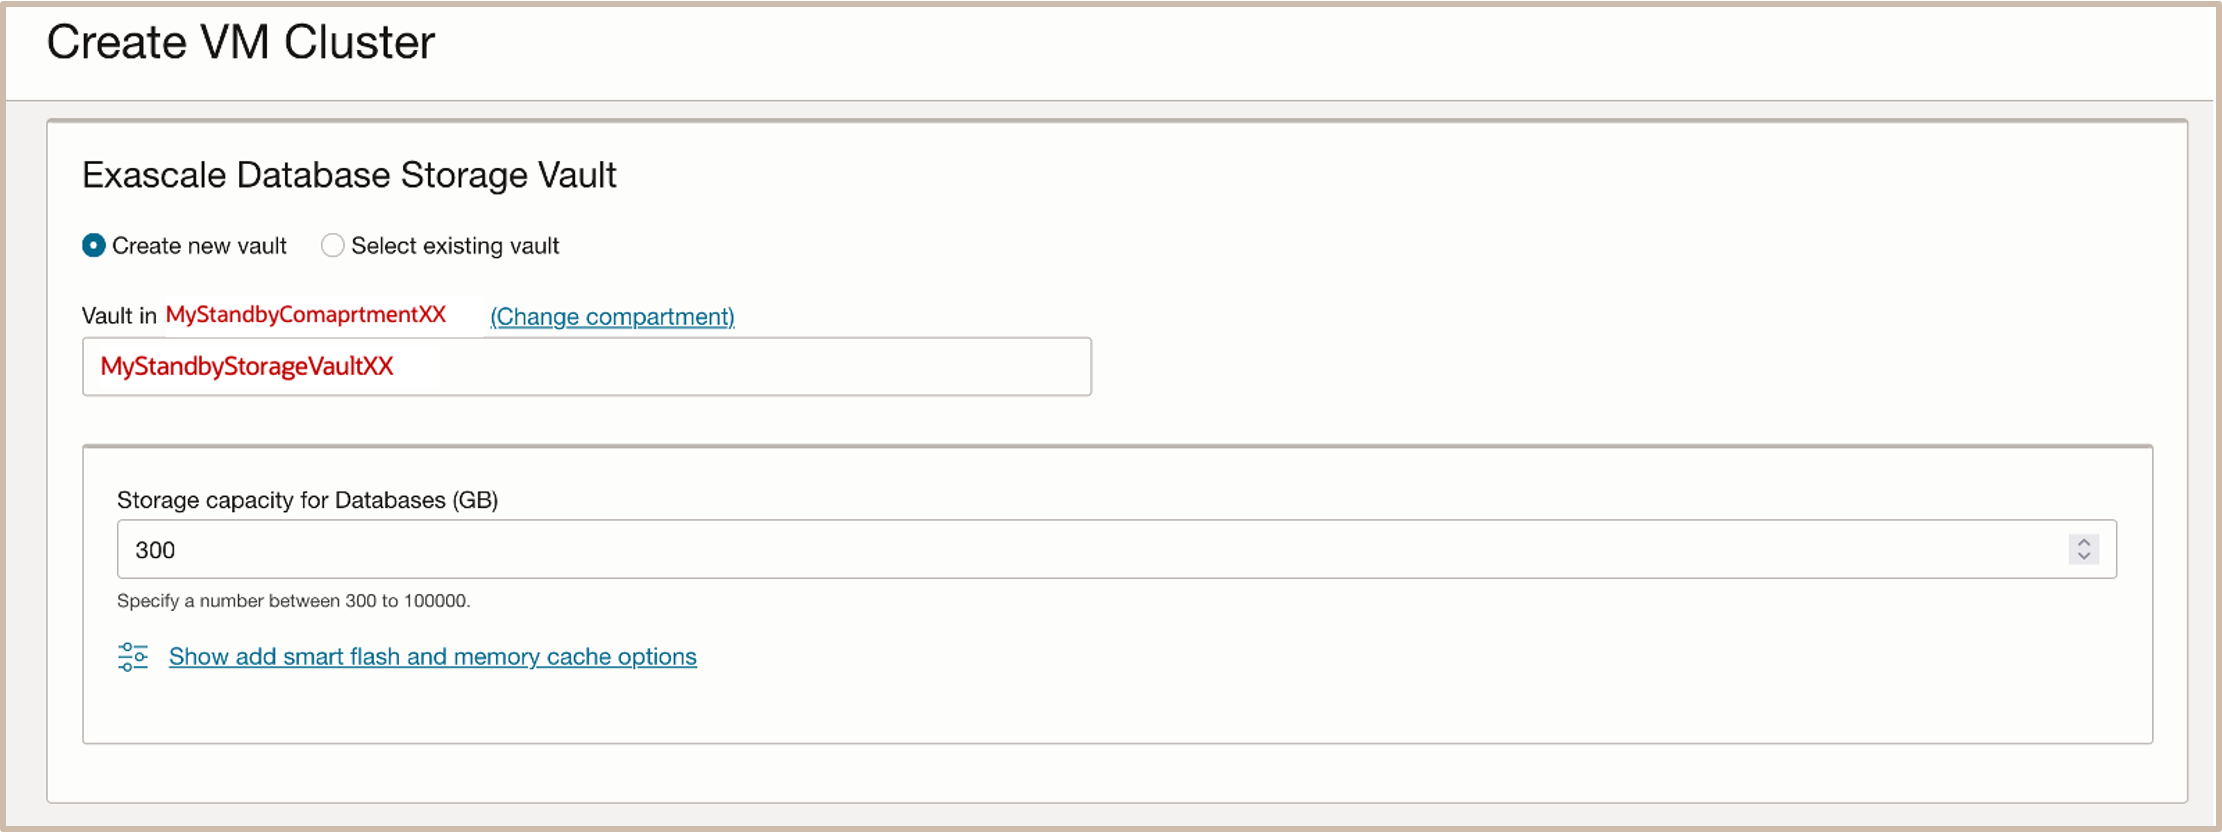 Create VM Cluster
Exascale Database Storage Vault
Create new vault Select existing vault
Vault in MyStandbyComaprtmentXX (Change compartment)
MyStandbyStorageVaultXX
Storage capacity for Databases (GB)
300
Specify a number between 300 to 100000.
Show add smart flash and memory cache options